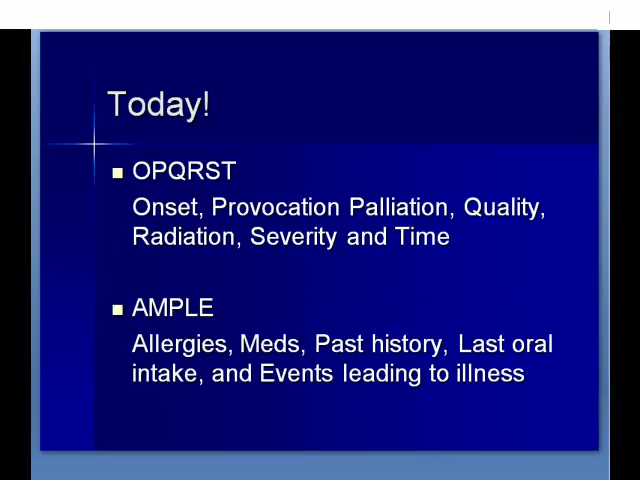 Today!
OPQRST
Onset, Provocation Palliation, Quality,
Radiation, Severity and Time
AMPLE
Allergies, Meds, Past history, Last oral
intake, and Events leading to illness